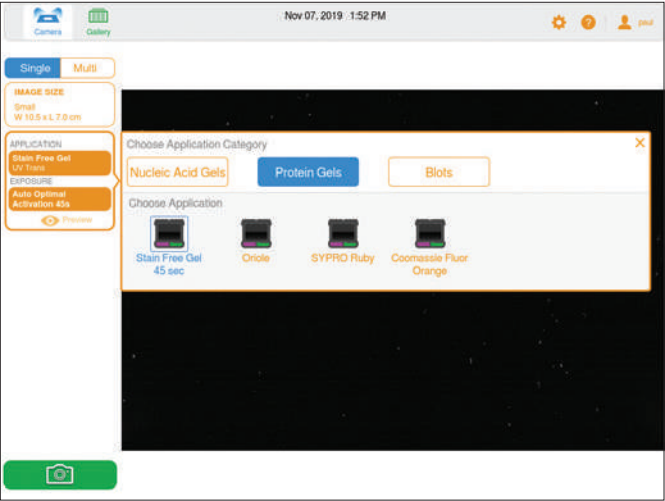 Nov 07, 2019 1:52 PM
Camera
Gallery
?
paul
Single Multi
IMAGE SIZE
Small
W 10.5 x L 7.0 cm
APPLICATION
Stain Free Gel
UV Trans
EXPOSURE
Auto Optimal
Activation 45s
Preview
Choose Application Category
X
Nucleic Acid Gels
Protein Gels
Blots
Choose Application
Stain Free Gel
45 sec
Oriole
SYPRO Ruby
Coomassie Fluor
Orange